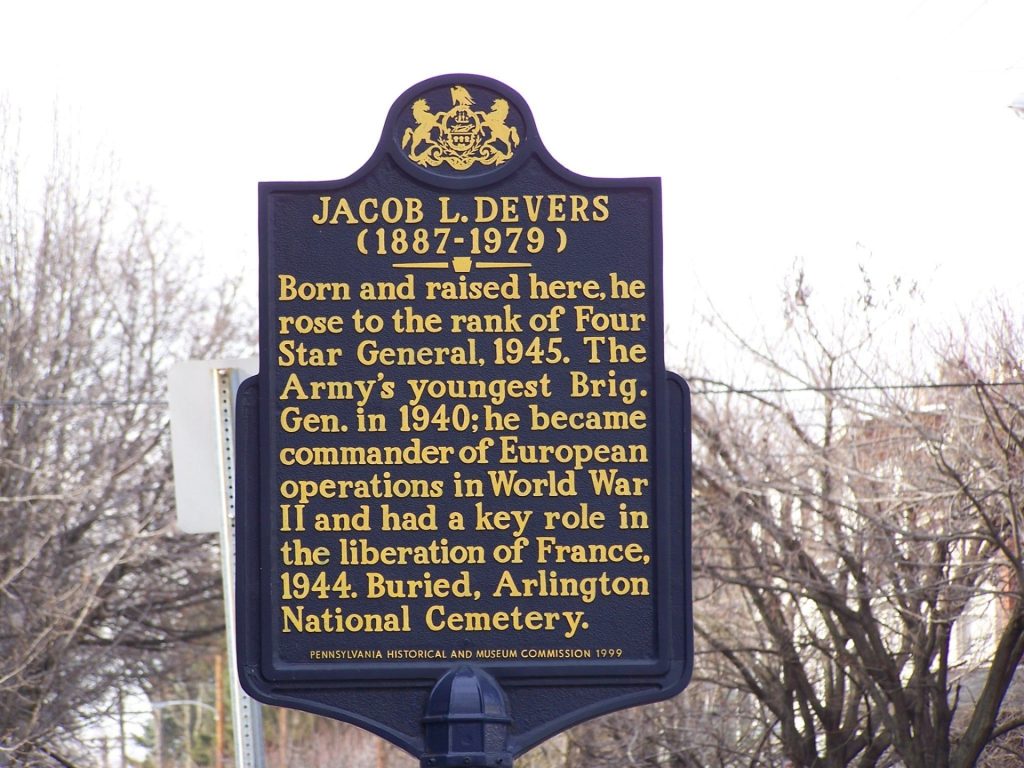 JACOB L. DEVERS
(1887-1979)
Born and raised here, he
rose to the rank of Four
Star General, 1945. The
Army's youngest Brig.
Gen. in 1940; he became
commander of European
operations in World War
II and had a key role in
the liberation of France,
1944. Buried, Arlington
National Cemetery.
PENNSYLVANIA HISTORICAL AND MUSEUM COMMISSION 1999